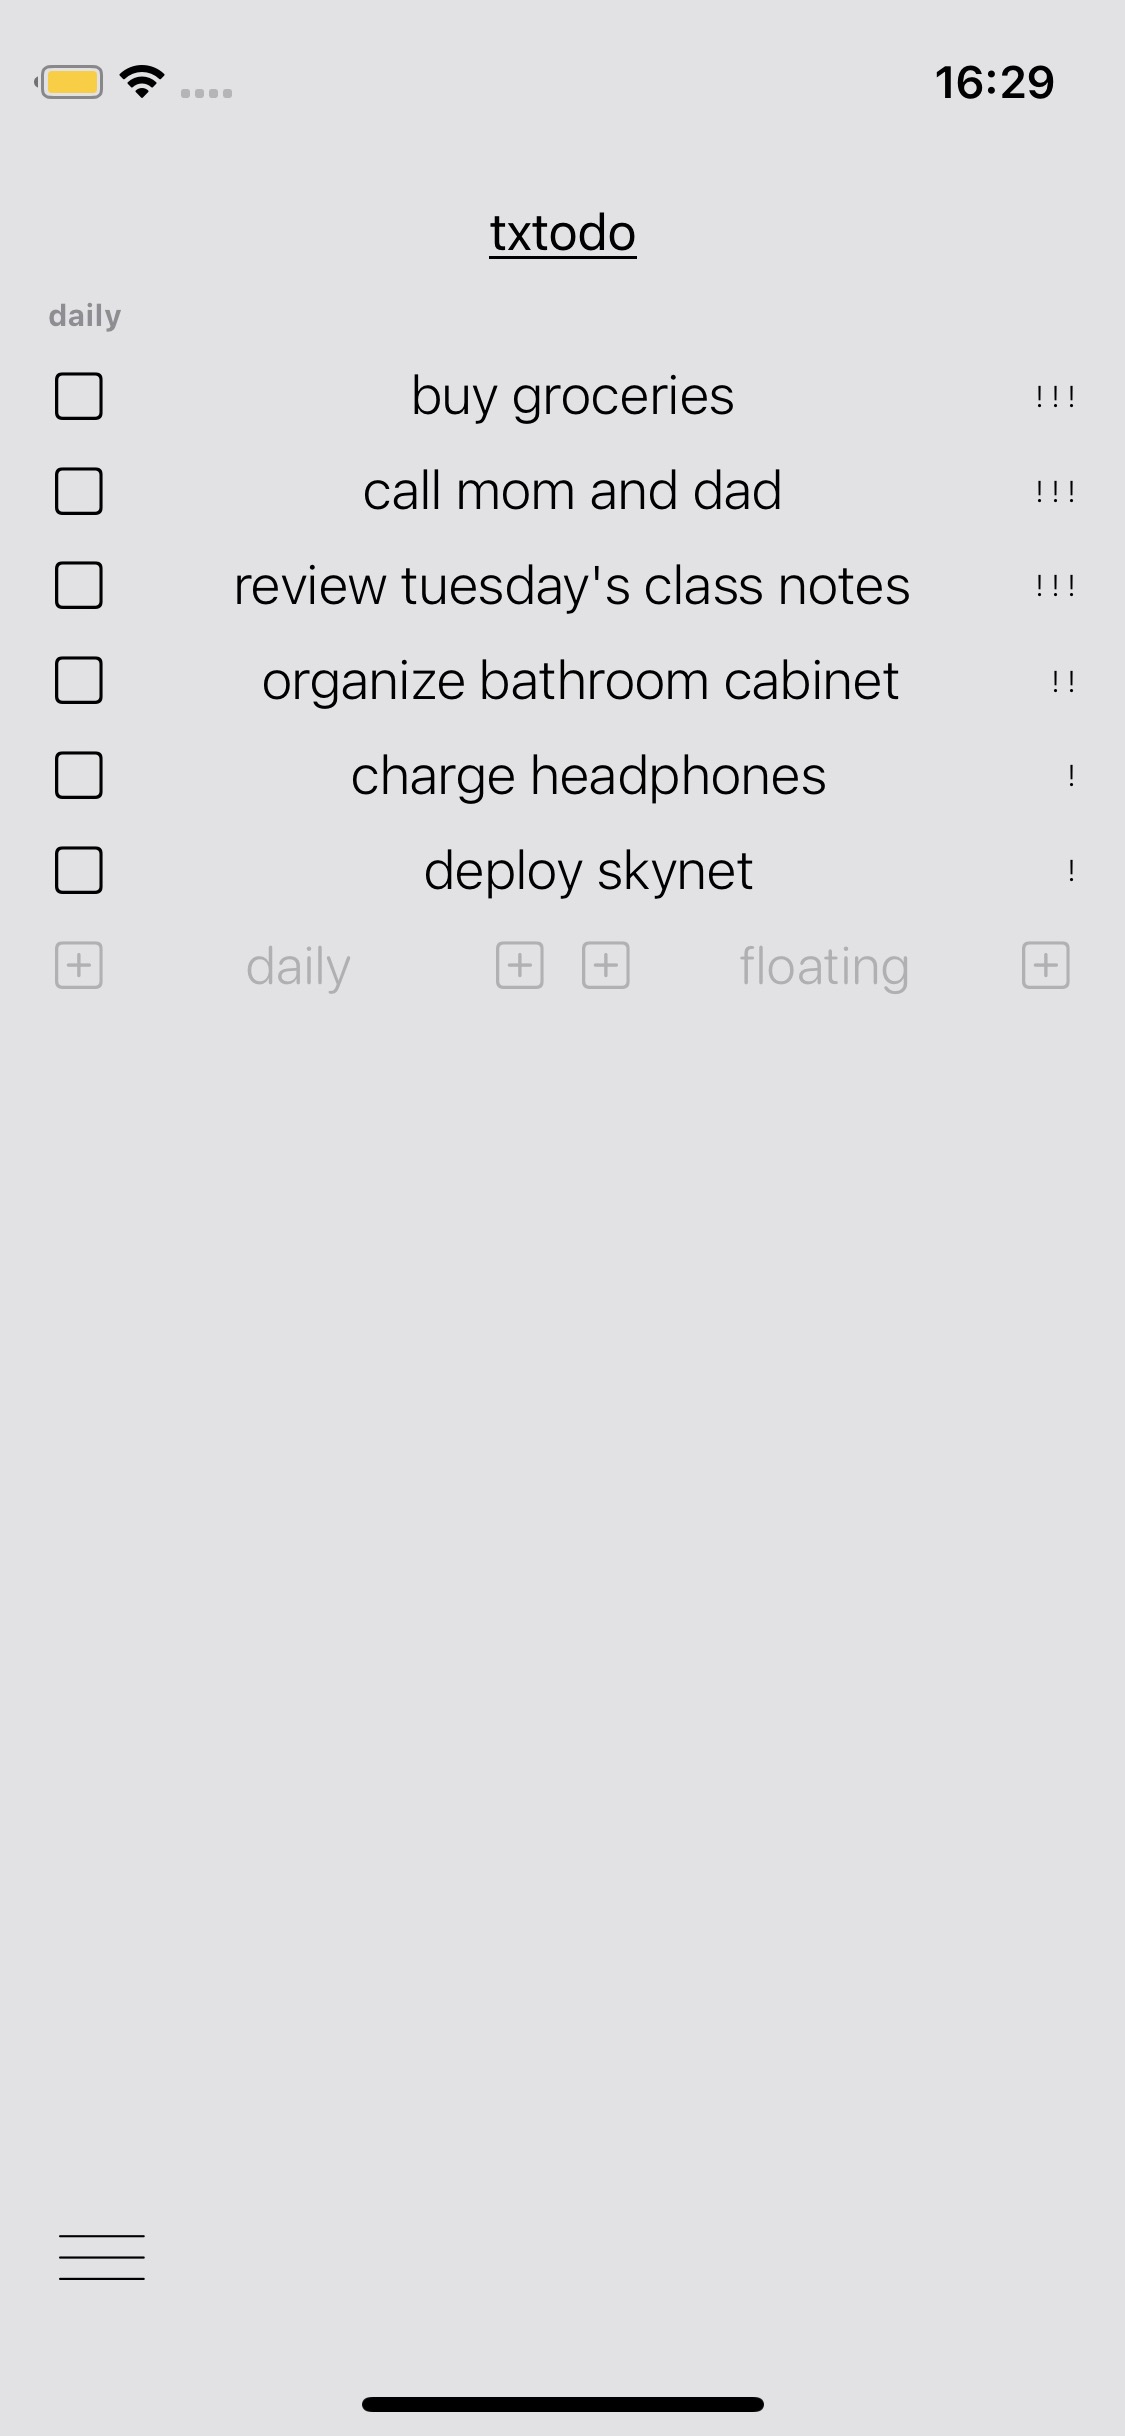 16:29
txtodo
daily
buy groceries !!!
call mom and dad !!!
review tuesday's class notes !!!
organize bathroom cabinet !!
charge headphones !
deploy skynet !
daily floating